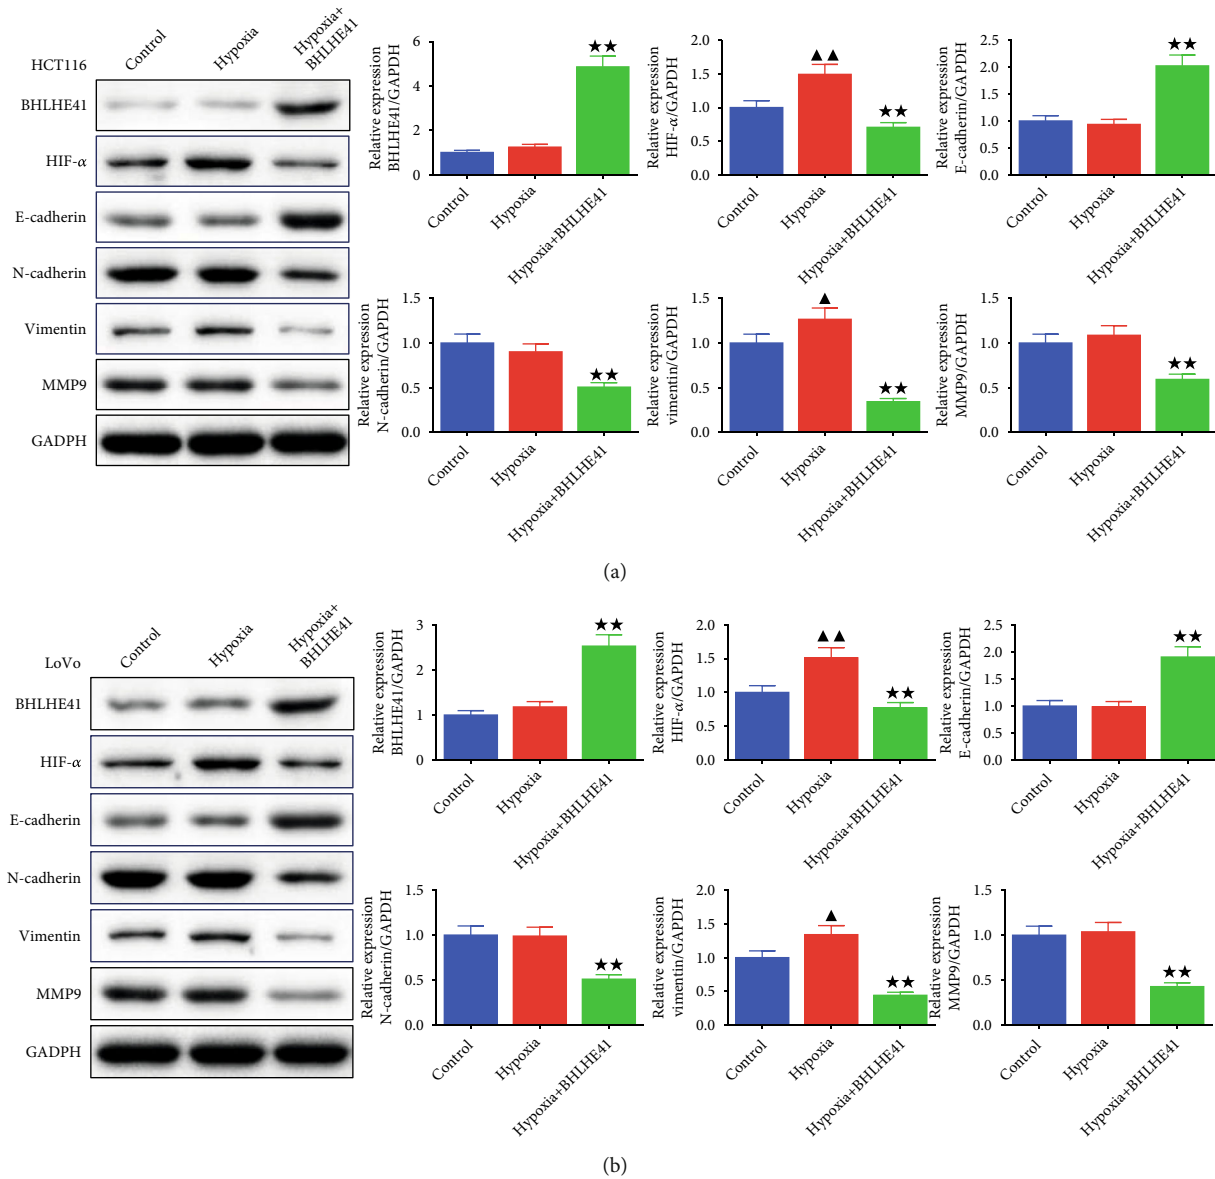 HCT116
Control
Hypoxia
Hypoxia+
BHLHE41
BHLHE41
HIF-α
E-cadherin
N-cadherin
Vimentin
MMP9
GADPH
Relative expression
BHLHE41/GAPDH
6
4
2
0
★★
Control
Hypoxia
Hypoxia+BHLHE41
Relative expression
HIF-α/GAPDH
2.0
1.5
1.0
0.5
0.0
▲▲
★★
Control
Hypoxia
Hypoxia+BHLHE41
Relative expression
E-cadherin/GAPDH
2.5
2.0
1.5
1.0
0.5
0.0
★★
Control
Hypoxia
Hypoxia+BHLHE41
Relative expression
N-cadherin/GAPDH
1.5
1.0
0.5
0.0
★★
Control
Hypoxia
Hypoxia+BHLHE41
Relative expression
vimentin/GAPDH
1.5
1.0
0.5
0.0
▲
★★
Control
Hypoxia
Hypoxia+BHLHE41
Relative expression
MMP9/GAPDH
1.5
1.0
0.5
0.0
★★
Control
Hypoxia
Hypoxia+BHLHE41
(a)
LoVo
Control
Hypoxia
Hypoxia+
BHLHE41
BHLHE41
HIF-α
E-cadherin
N-cadherin
Vimentin
MMP9
GADPH
Relative expression
BHLHE41/GAPDH
3
2
1
0
★★
Control
Hypoxia
Hypoxia+BHLHE41
Relative expression
HIF-α/GAPDH
2.0
1.5
1.0
0.5
0.0
▲▲
★★
Control
Hypoxia
Hypoxia+BHLHE41
Relative expression
E-cadherin/GAPDH
2.5
2.0
1.5
1.0
0.5
0.0
★★
Control
Hypoxia
Hypoxia+BHLHE41
Relative expression
N-cadherin/GAPDH
1.5
1.0
0.5
0.0
★★
Control
Hypoxia
Hypoxia+BHLHE41
Relative expression
vimentin/GAPDH
2.0
1.5
1.0
0.5
0.0
▲
★★
Control
Hypoxia
Hypoxia+BHLHE41
Relative expression
MMP9/GAPDH
1.5
1.0
0.5
0.0
★★
Control
Hypoxia
Hypoxia+BHLHE41
(b)